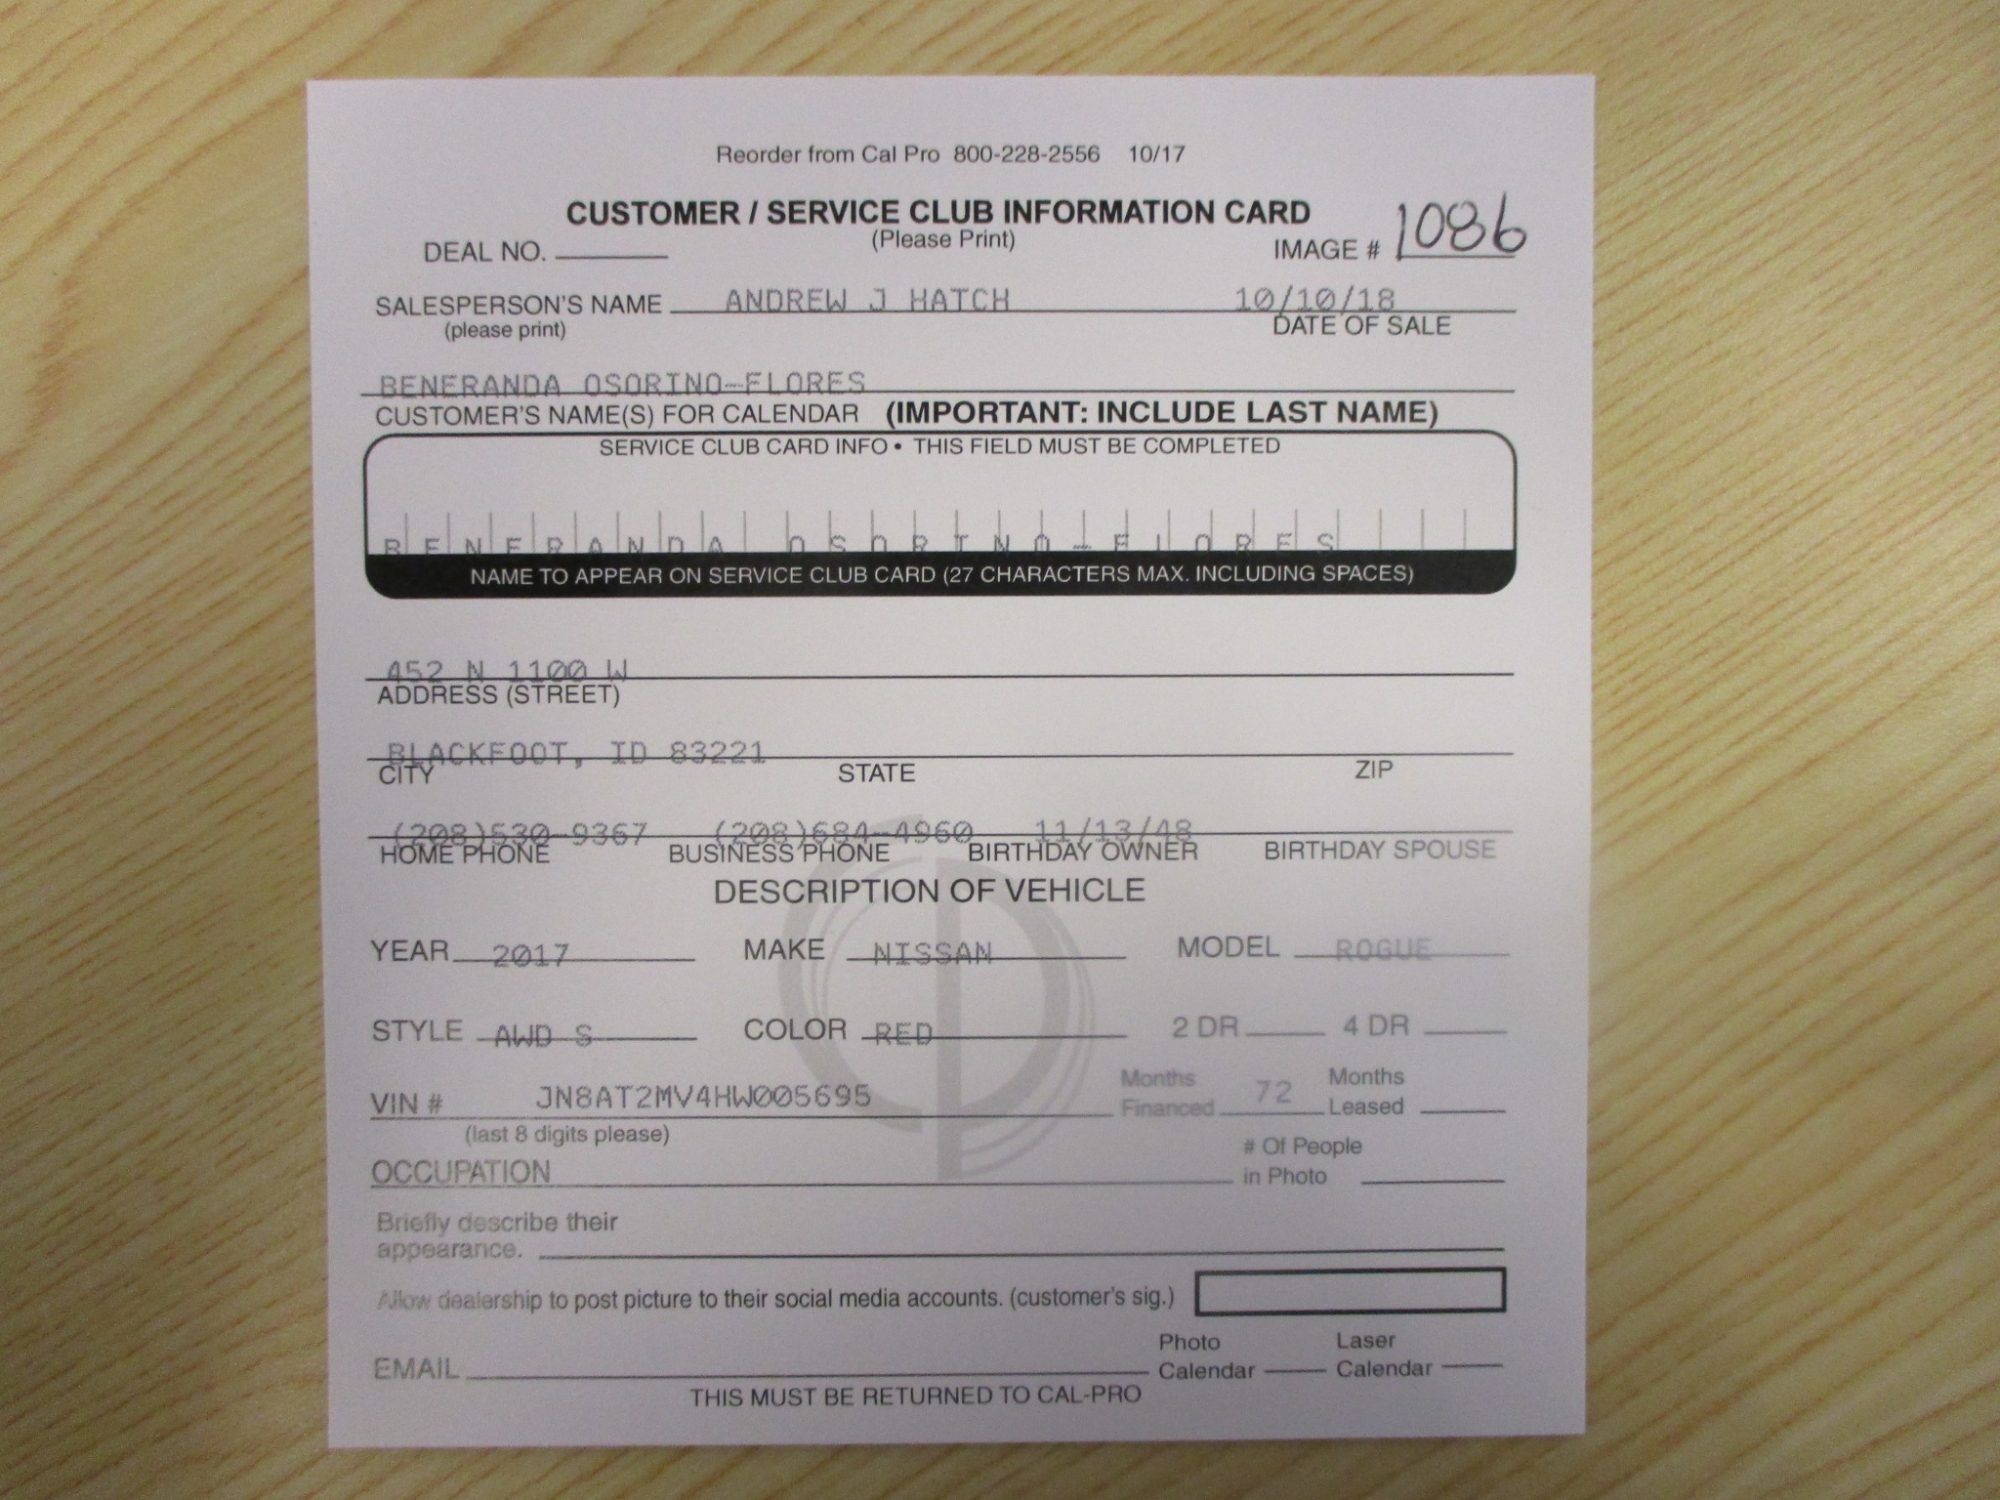 Reorder from Cal Pro 800-228-2556 10/17
CUSTOMER / SERVICE CLUB INFORMATION CARD
(Please Print)
DEAL NO. IMAGE # 1086
SALESPERSON'S NAME ANDREW J HATCH 10/10/18
(please print) DATE OF SALE
BENERANDA OSORINO-FLORES
CUSTOMER'S NAME(S) FOR CALENDAR (IMPORTANT: INCLUDE LAST NAME)
SERVICE CLUB CARD INFO • THIS FIELD MUST BE COMPLETED
BENERANDA OSORINO-FLORES
NAME TO APPEAR ON SERVICE CLUB CARD (27 CHARACTERS MAX. INCLUDING SPACES)
452 N 1100 W
ADDRESS (STREET)
BLACKFOOT, ID 83221
CITY STATE ZIP
(208)530-9367 (208)684-4960 11/13/48
HOME PHONE BUSINESS PHONE BIRTHDAY OWNER BIRTHDAY SPOUSE
DESCRIPTION OF VEHICLE
YEAR 2017 MAKE NISSAN MODEL ROGUE
STYLE AWD S COLOR RED 2 DR 4 DR
VIN # JN8AT2MV4HW005695 Months Financed 72 Months Leased
(last 8 digits please)
OCCUPATION # Of People in Photo
Briefly describe their
appearance.
Allow dealership to post picture to their social media accounts. (customer's sig.)
EMAIL Photo Calendar Laser Calendar
THIS MUST BE RETURNED TO CAL-PRO